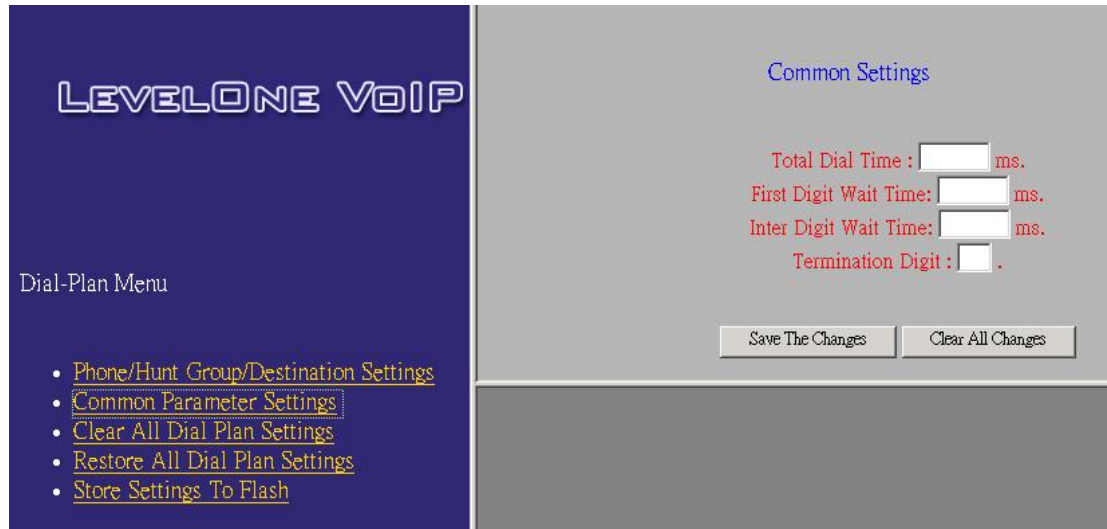 LEVELONE VOIP
Dial-Plan Menu
• Phone/Hunt Group/Destination Settings
• Common Parameter Settings
• Clear All Dial Plan Settings
• Restore All Dial Plan Settings
• Store Settings To Flash
Common Settings
Total Dial Time : ms.
First Digit Wait Time: ms.
Inter Digit Wait Time: ms.
Termination Digit : .
Save The Changes Clear All Changes